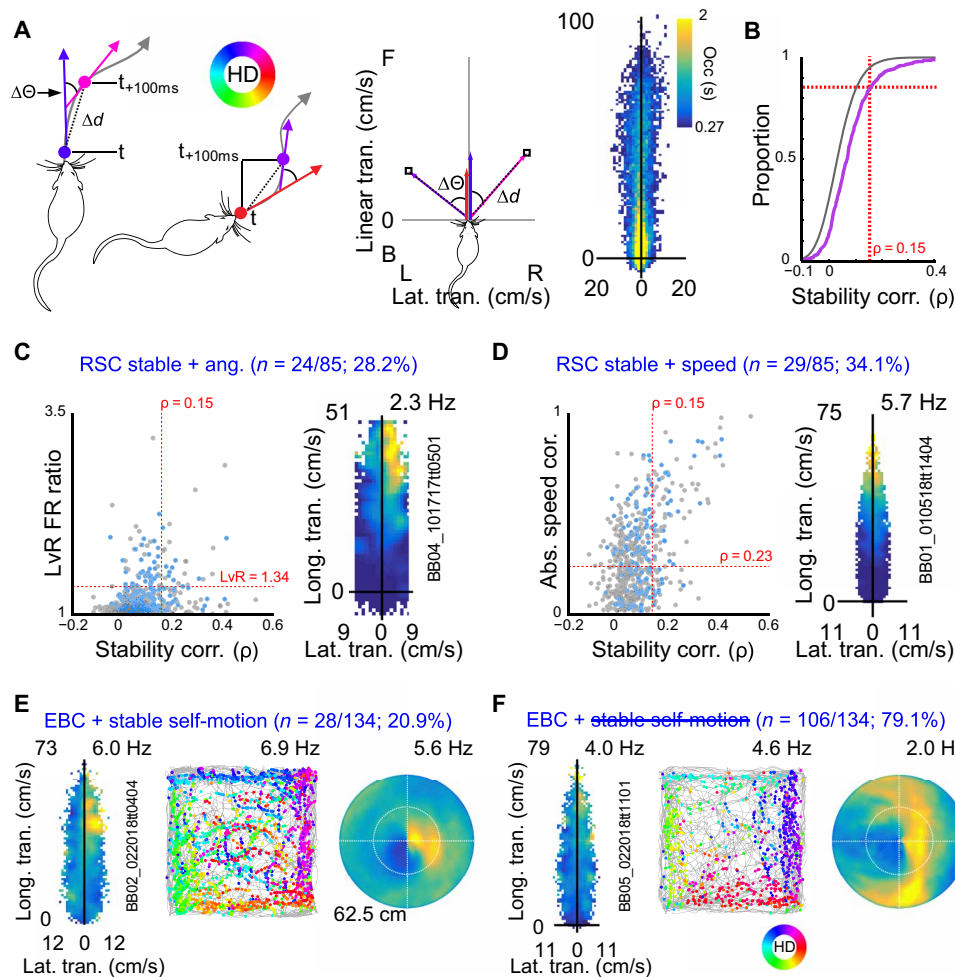 A
ΔΘ
t+100ms
Δd
t
HD
t+100ms
t
F
Linear tran. (cm/s)
ΔΘ
Δd
0
B
L
R
Lat. tran. (cm/s)
100
2
Occ (s)
0.27
0
20 0 20
B
1
Proportion
0.5
0
ρ = 0.15
−0.1 0 0.4
Stability corr. (ρ)
C
RSC stable + ang. (n = 24/85; 28.2%)
3.5
ρ = 0.15
LvR FR ratio
LvR = 1.34
1
−0.2 0 0.2 0.4 0.6
Stability corr. (ρ)
51
2.3 Hz
Long. tran. (cm/s)
BB04_101717tt0501
0
9 0 9
Lat. tran. (cm/s)
D
RSC stable + speed (n = 29/85; 34.1%)
ρ = 0.15
1
Abs. speed cor.
ρ = 0.23
0
−0.2 0 0.2 0.4 0.6
Stability corr. (ρ)
75
5.7 Hz
Long. tran. (cm/s)
BB01_010518tt1404
0
11 0 11
Lat. tran. (cm/s)
E
EBC + stable self-motion (n = 28/134; 20.9%)
73 6.0 Hz 6.9 Hz 5.6 Hz
Long. tran. (cm/s)
BB02_022018tt0404
0
62.5 cm
12 0 12
Lat. tran. (cm/s)
F
EBC + stable self-motion (n = 106/134; 79.1%)
79 4.0 Hz 4.6 Hz 2.0 H
Long. tran. (cm/s)
BB05_022018tt1101
0
11 0 11
HD
Lat. tran. (cm/s)